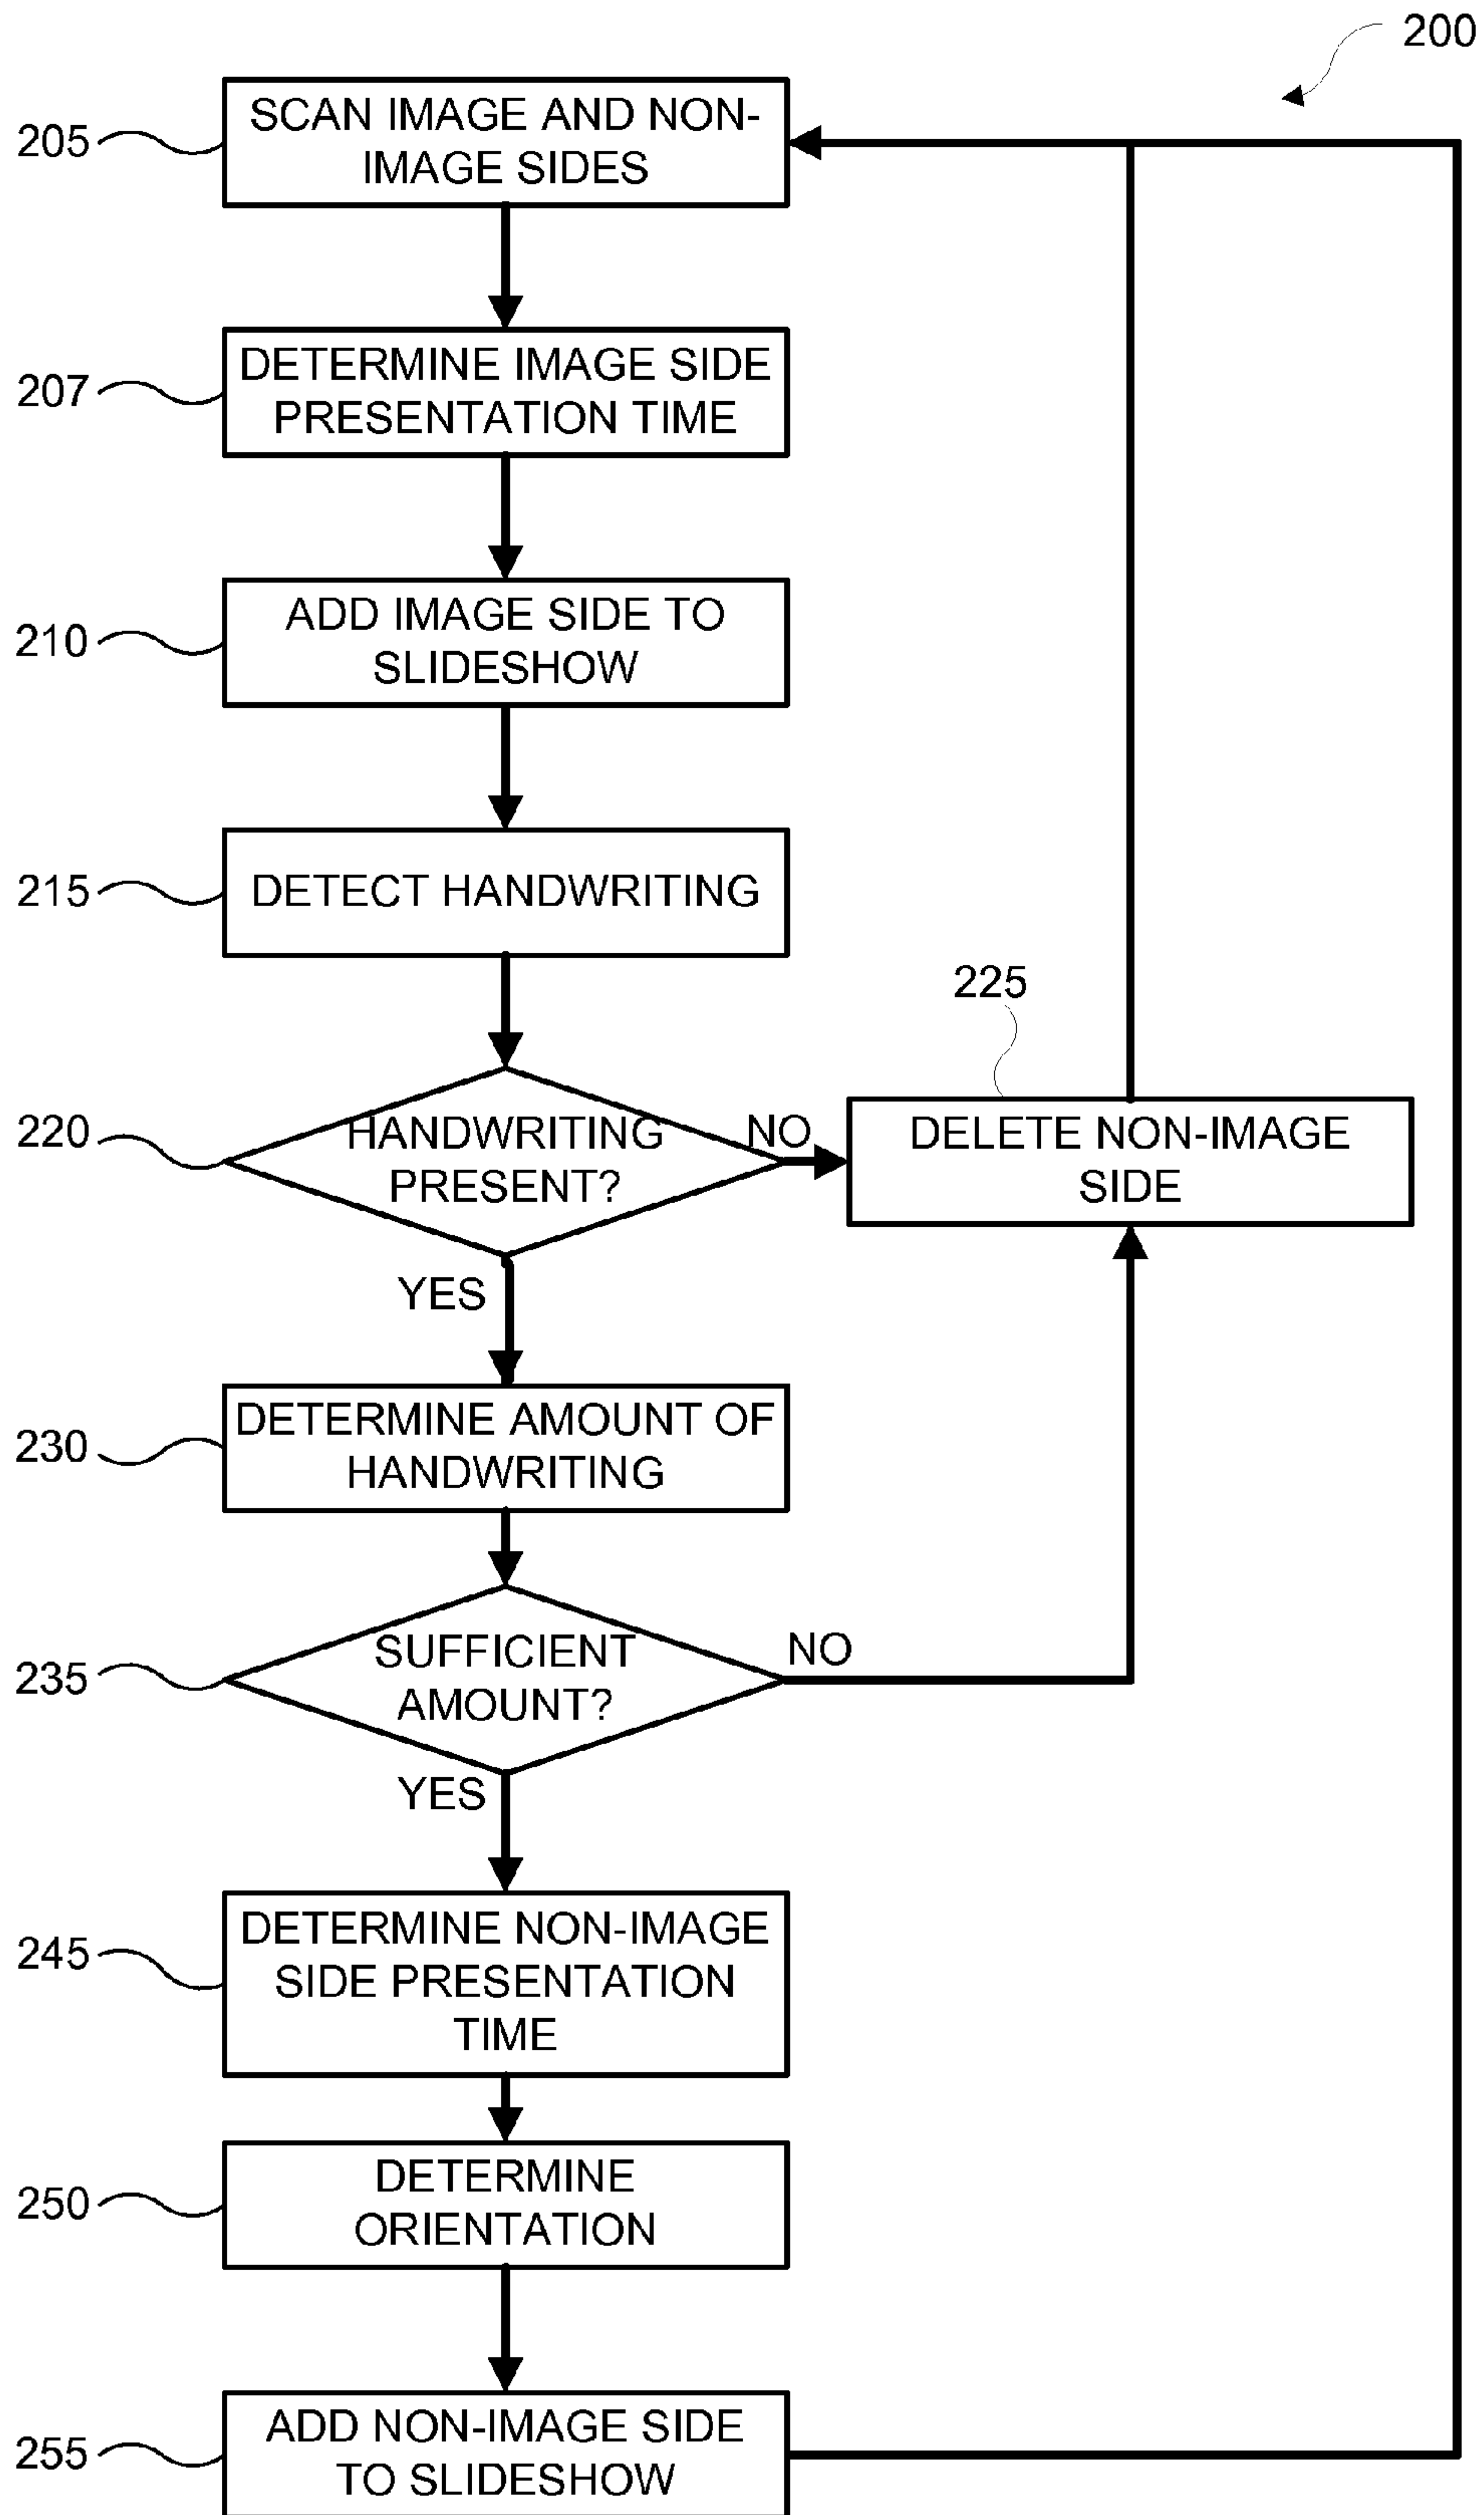 200
205
SCAN IMAGE AND NON-
IMAGE SIDES
207
DETERMINE IMAGE SIDE
PRESENTATION TIME
210
ADD IMAGE SIDE TO
SLIDESHOW
215
DETECT HANDWRITING
220
HANDWRITING
PRESENT?
NO
225
DELETE NON-IMAGE
SIDE
YES
230
DETERMINE AMOUNT OF
HANDWRITING
235
SUFFICIENT
AMOUNT?
NO
YES
245
DETERMINE NON-IMAGE
SIDE PRESENTATION
TIME
250
DETERMINE
ORIENTATION
255
ADD NON-IMAGE SIDE
TO SLIDESHOW